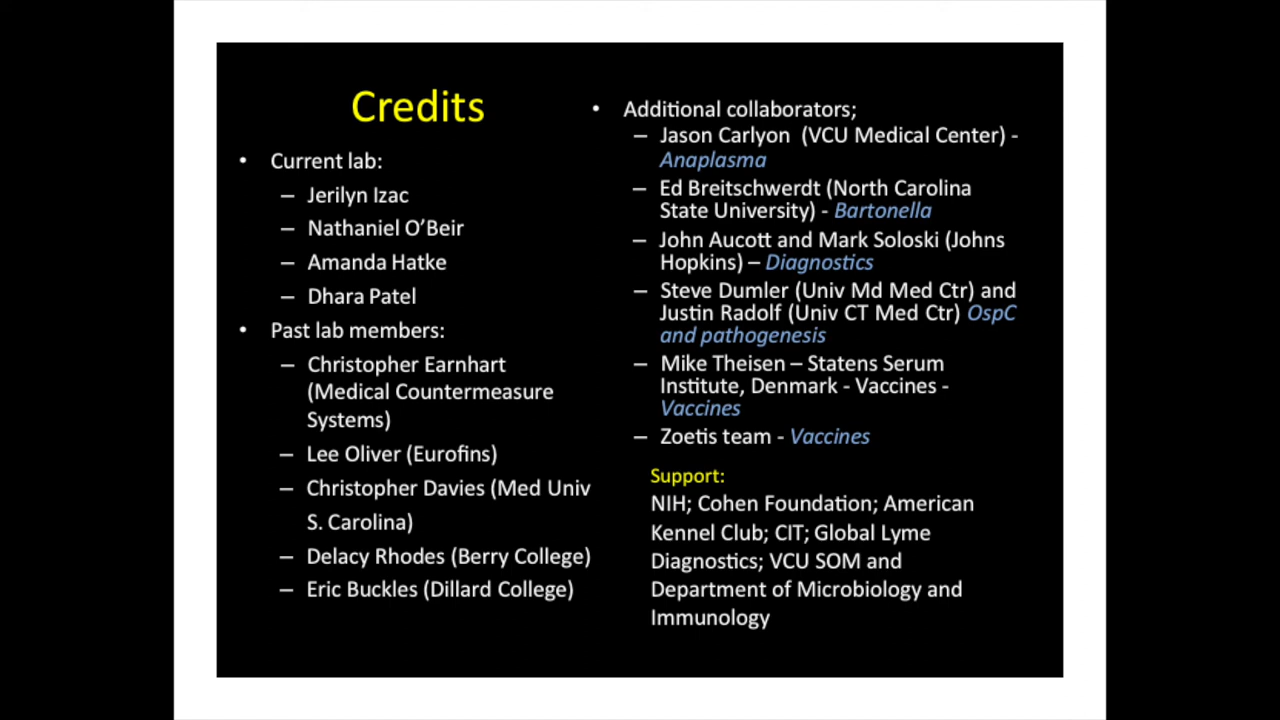 Credits
• Current lab:
– Jerilyn Izac
– Nathaniel O'Beir
– Amanda Hatke
– Dhara Patel
• Past lab members:
– Christopher Earnhart
(Medical Countermeasure
Systems)
– Lee Oliver (Eurofins)
– Christopher Davies (Med Univ
S. Carolina)
– Delacy Rhodes (Berry College)
– Eric Buckles (Dillard College)
• Additional collaborators;
– Jason Carlyon (VCU Medical Center) -
Anaplasma
– Ed Breitschwerdt (North Carolina
State University) - Bartonella
– John Aucott and Mark Soloski (Johns
Hopkins) – Diagnostics
– Steve Dumler (Univ Md Med Ctr) and
Justin Radolf (Univ CT Med Ctr) OspC
and pathogenesis
– Mike Theisen – Statens Serum
Institute, Denmark - Vaccines -
Vaccines
– Zoetis team - Vaccines
Support:
NIH; Cohen Foundation; American
Kennel Club; CIT; Global Lyme
Diagnostics; VCU SOM and
Department of Microbiology and
Immunology